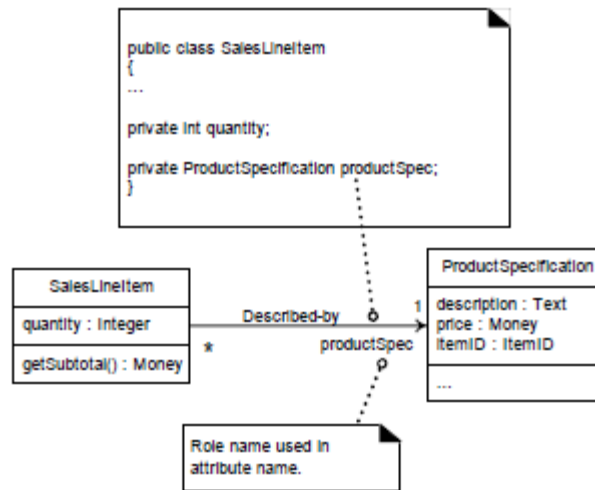 public class SalesLineItem
{
...
private int quantity;
private ProductSpecification productSpec;
}
SalesLineItem
quantity : Integer
getSubtotal() : Money
Described-by
*
1
productSpec
ProductSpecification
description : Text
price : Money
itemID : ItemID
...
Role name used in
attribute name.